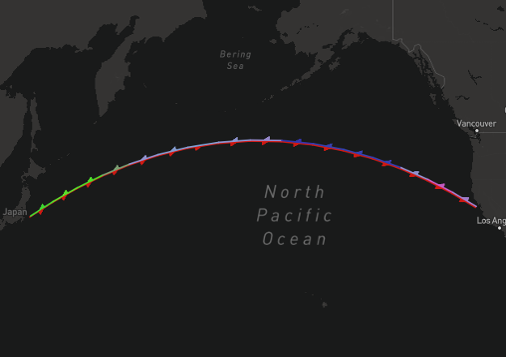 Bering
Sea
Vancouver
North
Pacific
Ocean
Japan
Los Ang